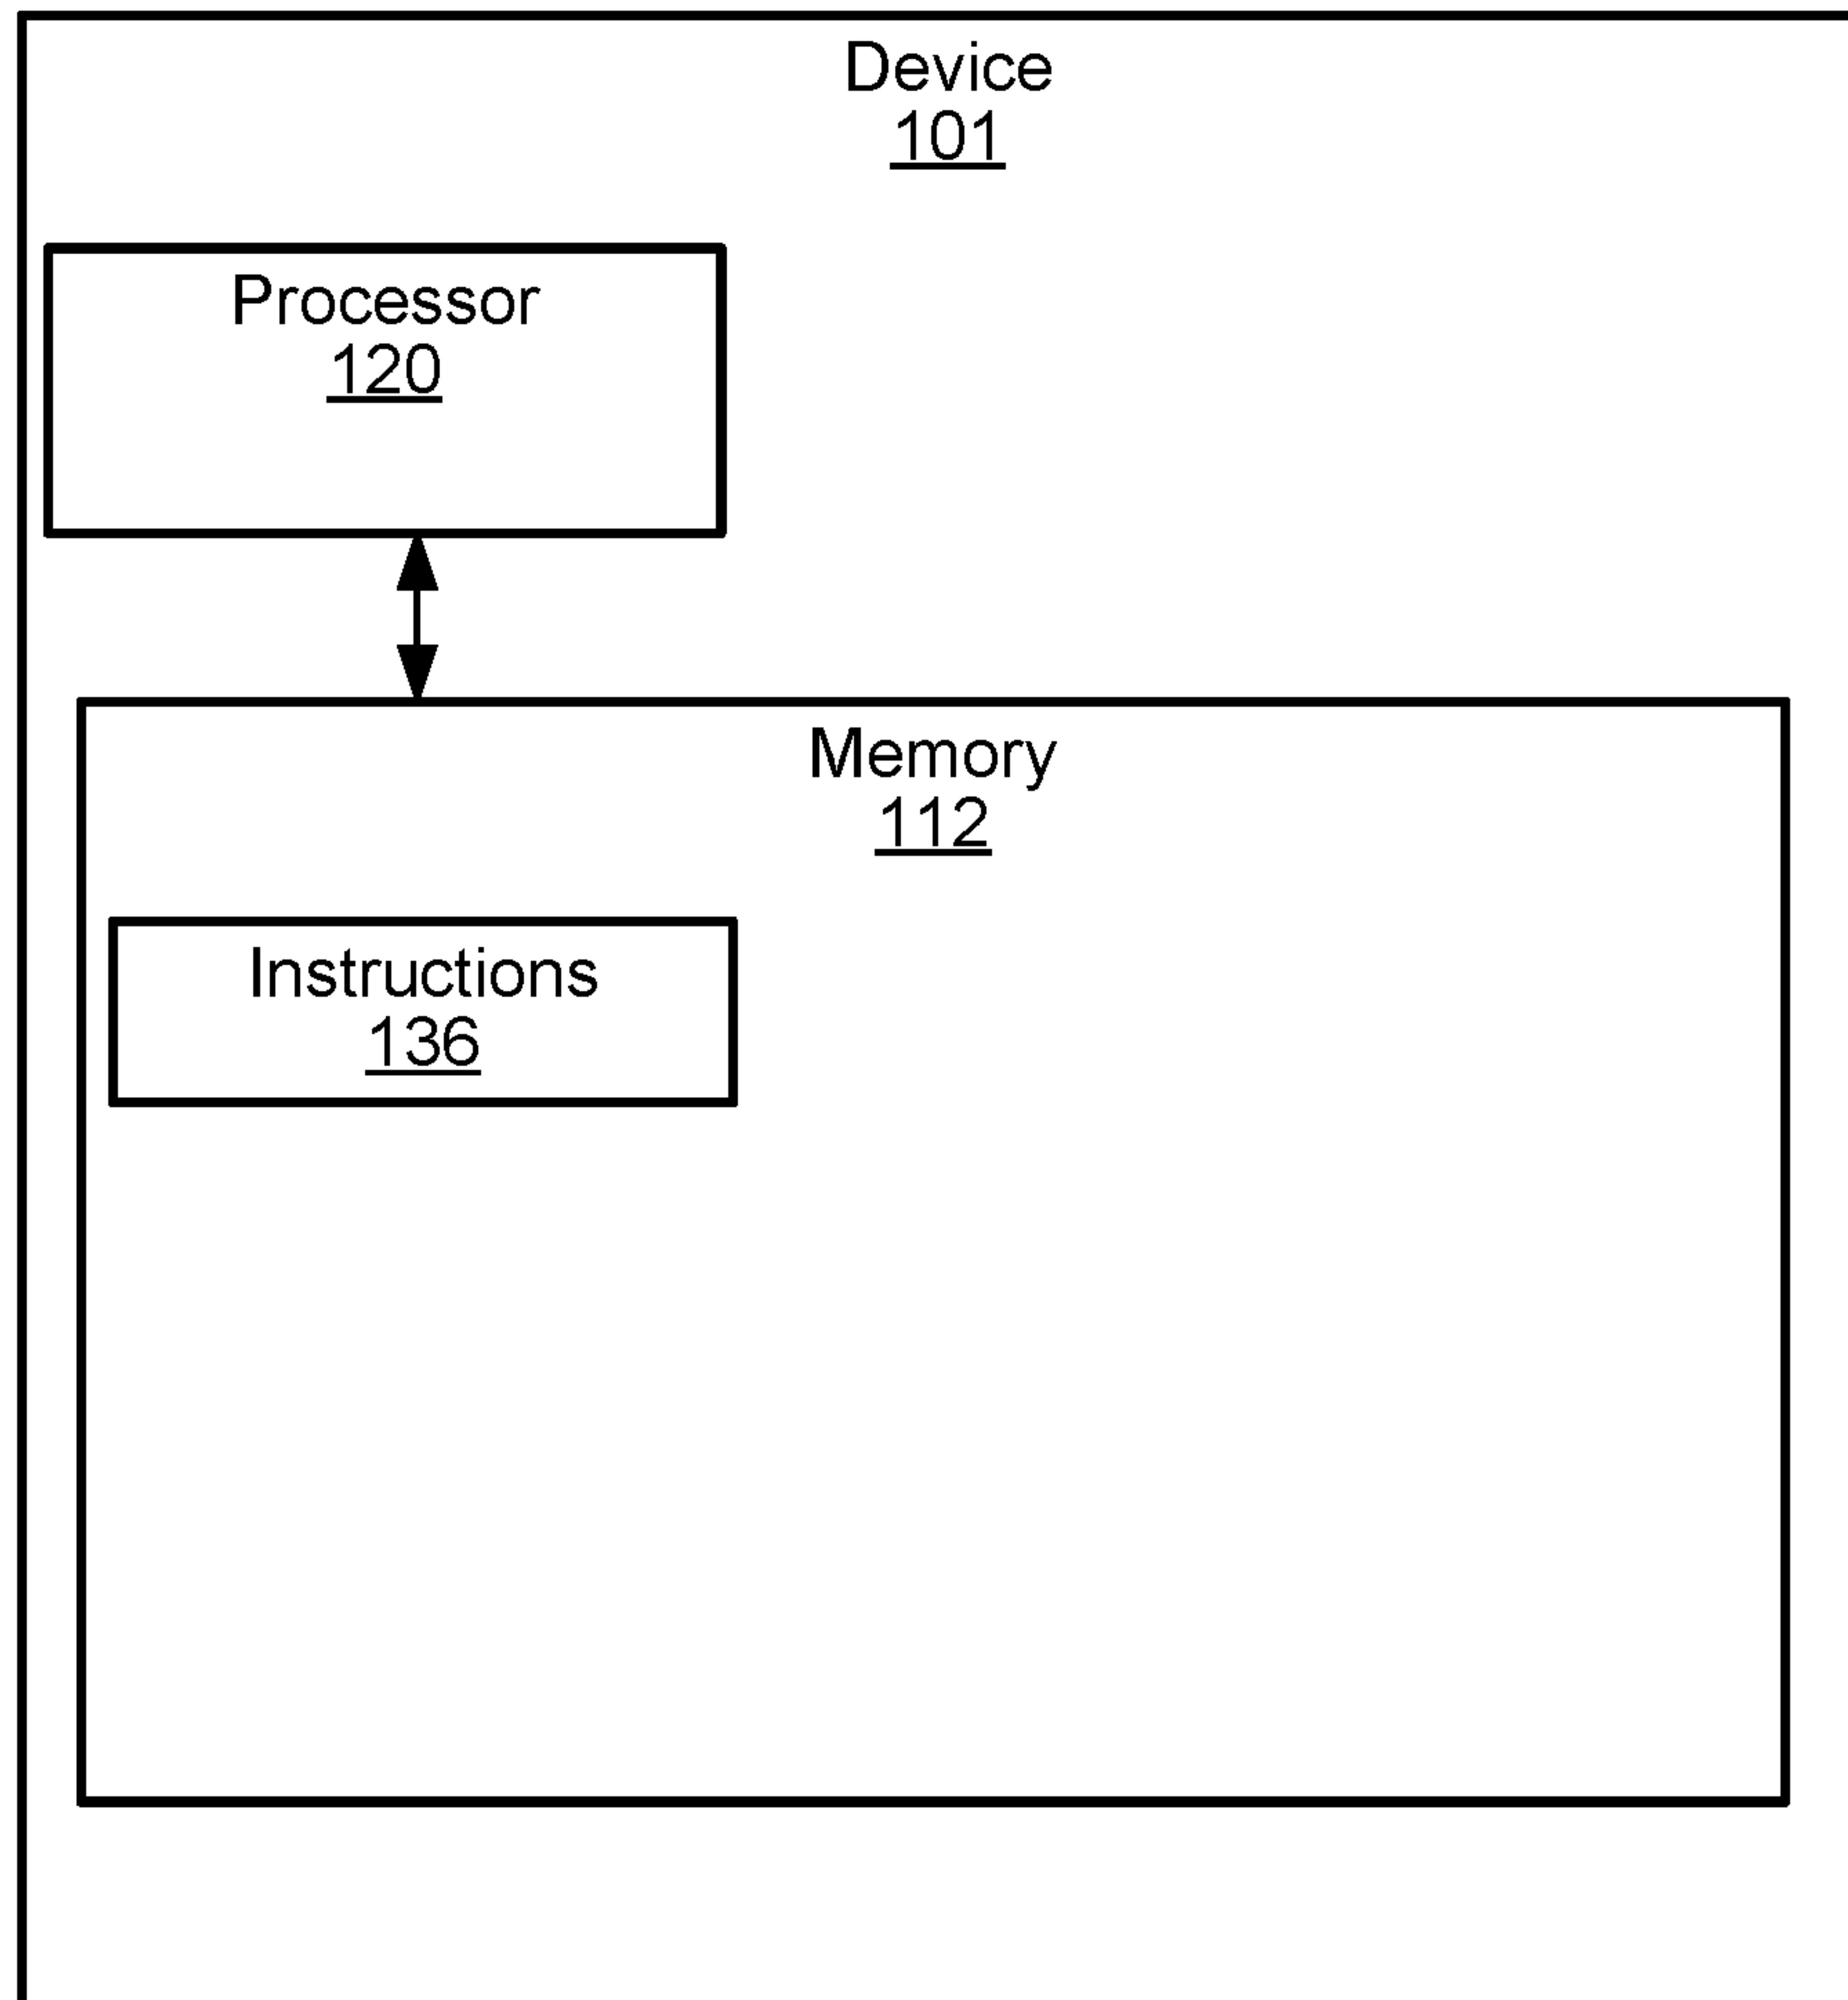 Device
101
Processor
120
Memory
112
Instructions
136